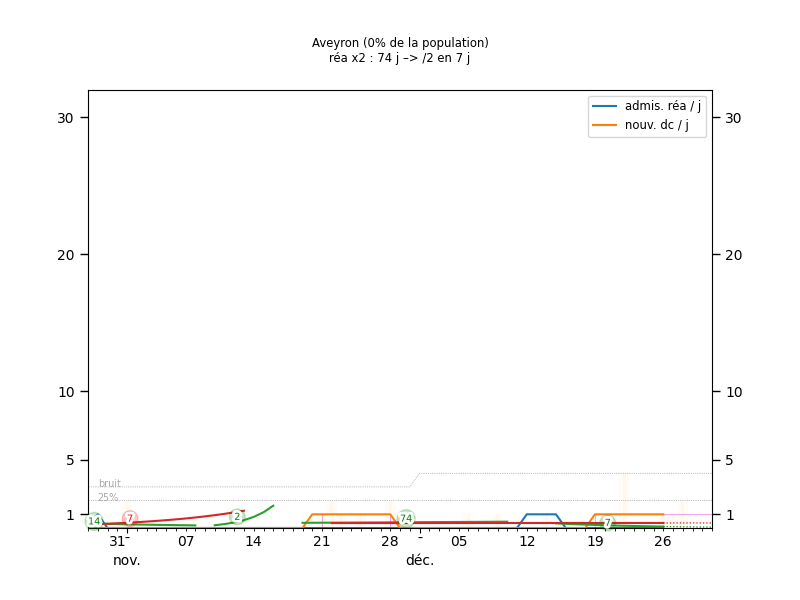 Aveyron (0% de la population)
réa x2 : 74 j –> /2 en 7 j
admis. réa / j
nouv. dc / j
30 30
20 20
10 10
5 5
bruit
25%
1 1
14 7 2 74 7
31 07 14 21 28 05 12 19 26
nov. déc.